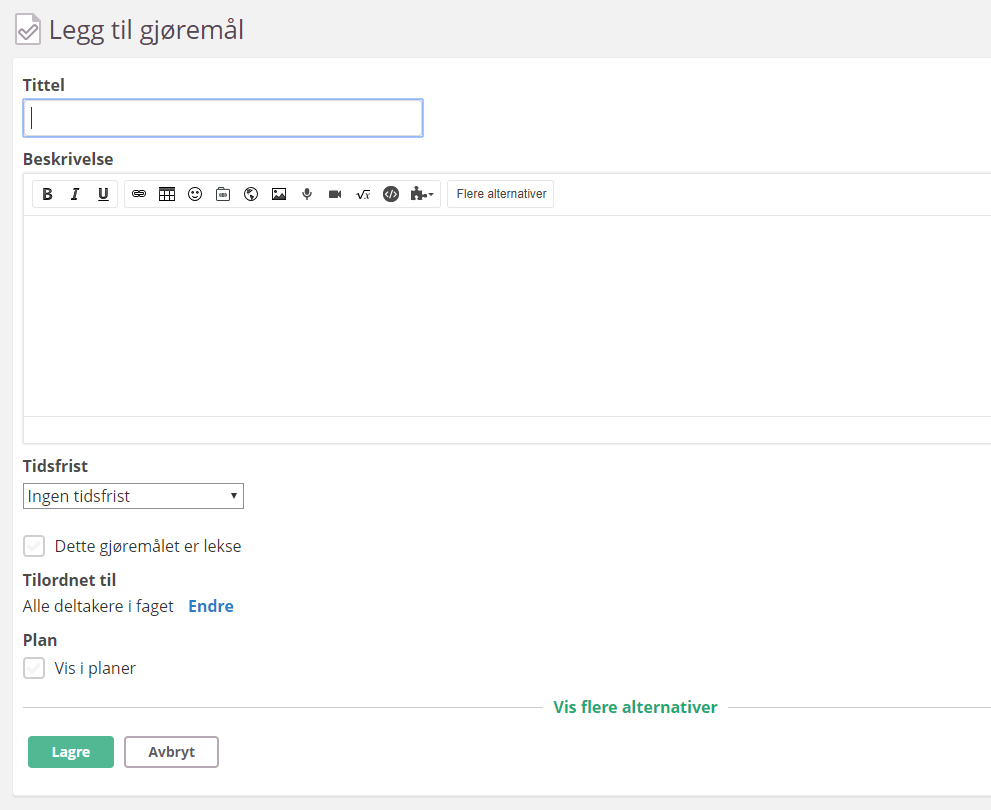 Legg til gjøremål
Tittel
Beskrivelse
B I U √x </> Flere alternativer
Tidsfrist
Ingen tidsfrist
Dette gjøremålet er lekse
Tilordnet til
Alle deltakere i faget Endre
Plan
Vis i planer
Vis flere alternativer
Lagre Avbryt